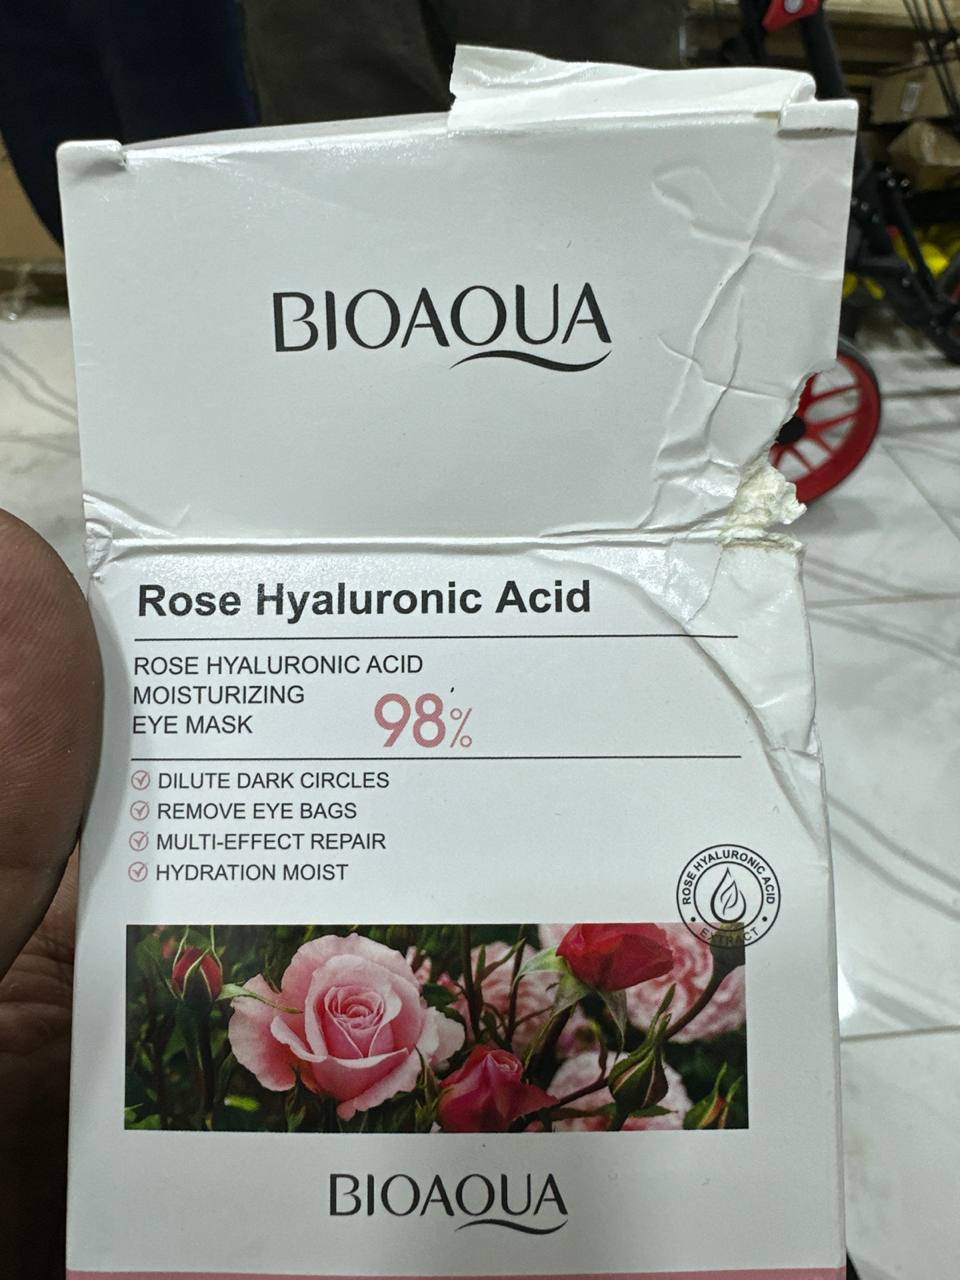 BIOAQUA
Rose Hyaluronic Acid
ROSE HYALURONIC ACID
MOISTURIZING
EYE MASK
98%
DILUTE DARK CIRCLES
REMOVE EYE BAGS
MULTI-EFFECT REPAIR
HYDRATION MOIST
ROSE HYALURONIC ACID
EXTRACT
BIOAQUA